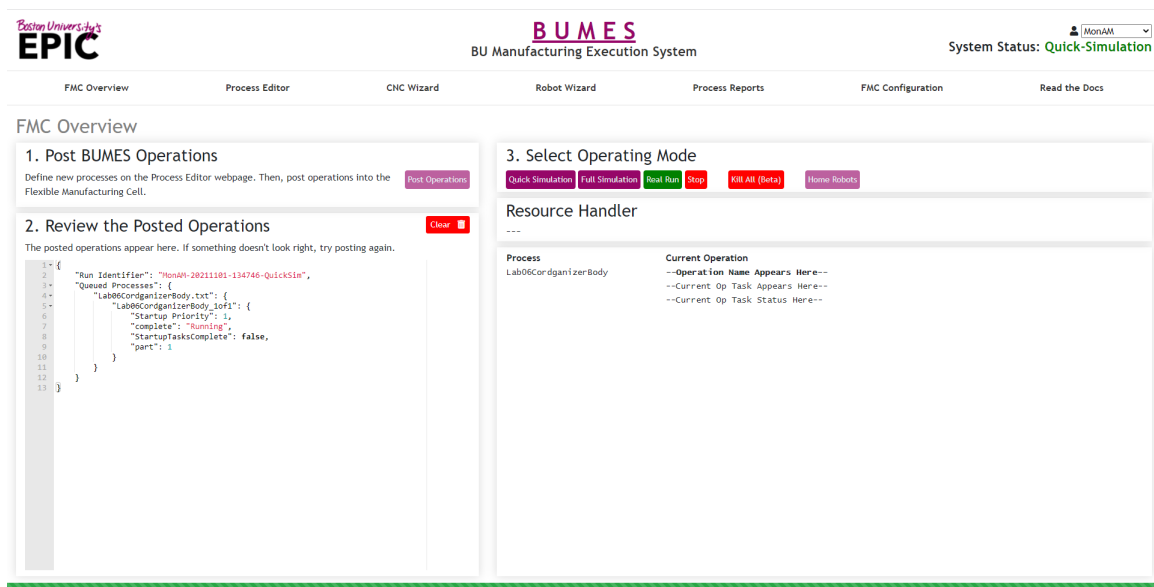 Boston University's
EPIC
B U M E S
BU Manufacturing Execution System
MonAM
System Status: Quick-Simulation
FMC Overview
Process Editor
CNC Wizard
Robot Wizard
Process Reports
FMC Configuration
Read the Docs
FMC Overview
1. Post BUMES Operations
Define new processes on the Process Editor webpage. Then, post operations into the
Flexible Manufacturing Cell.
Post Operations
2. Review the Posted Operations
Clear
The posted operations appear here. If something doesn't look right, try posting again.
1 {
2 "Run Identifier": "MonAM-20211101-134746-QuickSim",
3 "Queued Processes": {
4 "Lab06CordganizerBody.txt": {
5 "Lab06CordganizerBody_1of1": {
6 "Startup Priority": 1,
7 "complete": "Running",
8 "StartupTasksComplete": false,
9 "part": 1
10 }
11 }
12 }
13 }
3. Select Operating Mode
Quick Simulation Full Simulation Real Run Stop Kill All (Beta) Home Robots
Resource Handler
---
Process Current Operation
Lab06CordganizerBody --Operation Name Appears Here--
--Current Op Task Appears Here--
--Current Op Task Status Here--